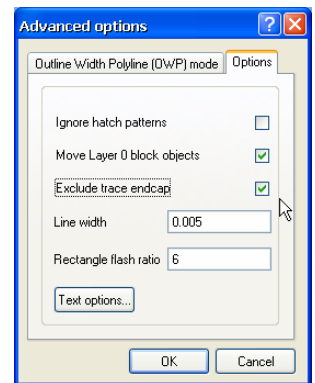 Advanced options
Outline Width Polyline (OWP) mode Options
Ignore hatch patterns
Move Layer 0 block objects
Exclude trace endcap
Line width 0.005
Rectangle flash ratio 6
Text options...
OK Cancel